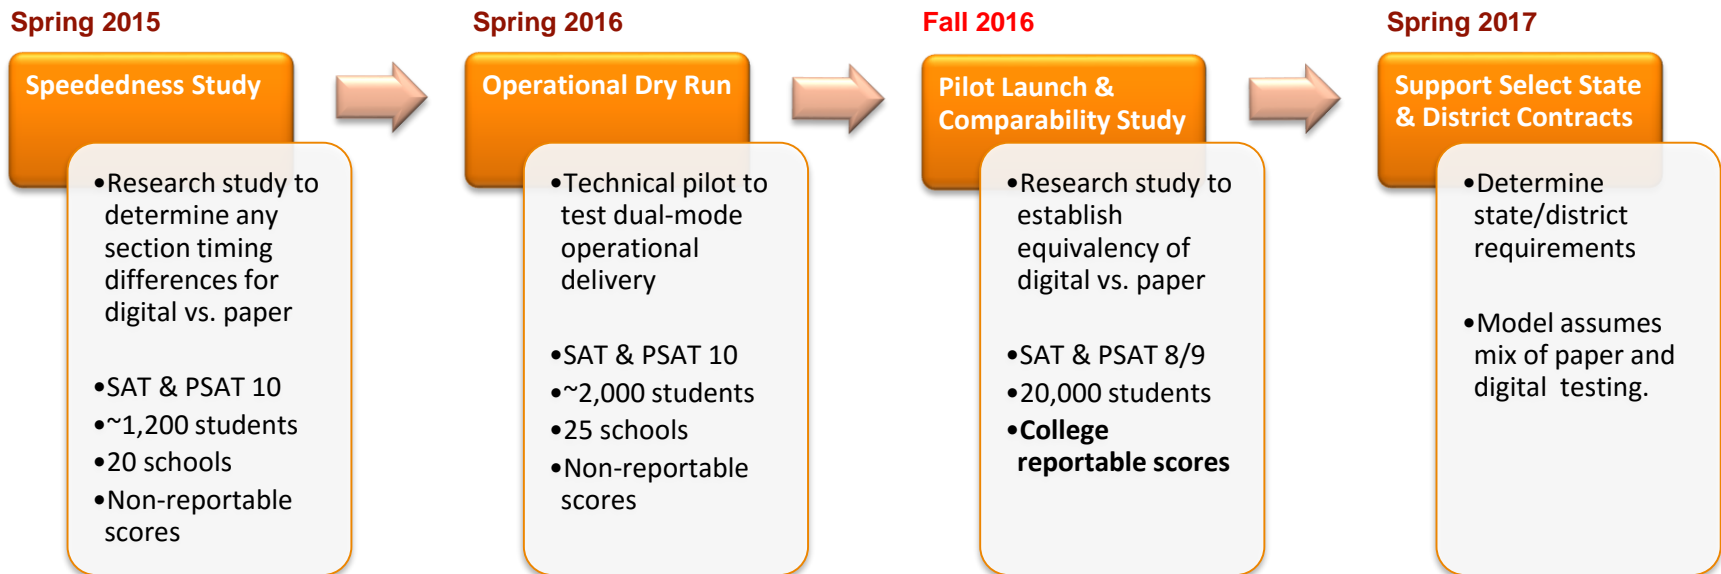 Spring 2015
Speededness Study
•Research study to
determine any
section timing
differences for
digital vs. paper
•SAT & PSAT 10
•~1,200 students
•20 schools
•Non-reportable
scores
Spring 2016
Operational Dry Run
•Technical pilot to
test dual-mode
operational
delivery
•SAT & PSAT 10
•~2,000 students
•25 schools
•Non-reportable
scores
Fall 2016
Pilot Launch &
Comparability Study
•Research study to
establish
equivalency of
digital vs. paper
•SAT & PSAT 8/9
•20,000 students
•College
reportable scores
Spring 2017
Support Select State
& District Contracts
•Determine
state/district
requirements
•Model assumes
mix of paper and
digital testing.